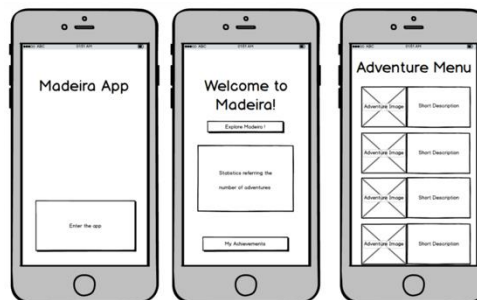 Madeira App
Enter the app
Welcome to
Madeira!
Explore Madeira!
Statistics referring the
number of adventures
My Achievements
Adventure Menu
Adventure Image
Short Description
Adventure Image
Short Description
Adventure Image
Short Description
Adventure Image
Short Description